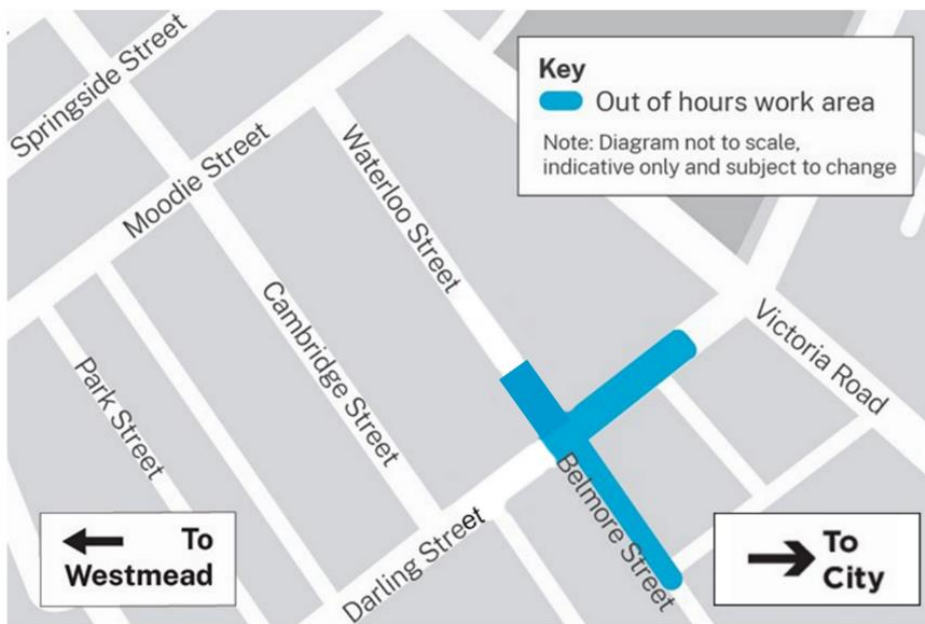 Springside Street
Moodie Street
Waterloo Street
Cambridge Street
Park Street
Darling Street
Belmore Street
Victoria Road
Key
Out of hours work area
Note: Diagram not to scale,
indicative only and subject to change
To
Westmead
To
City